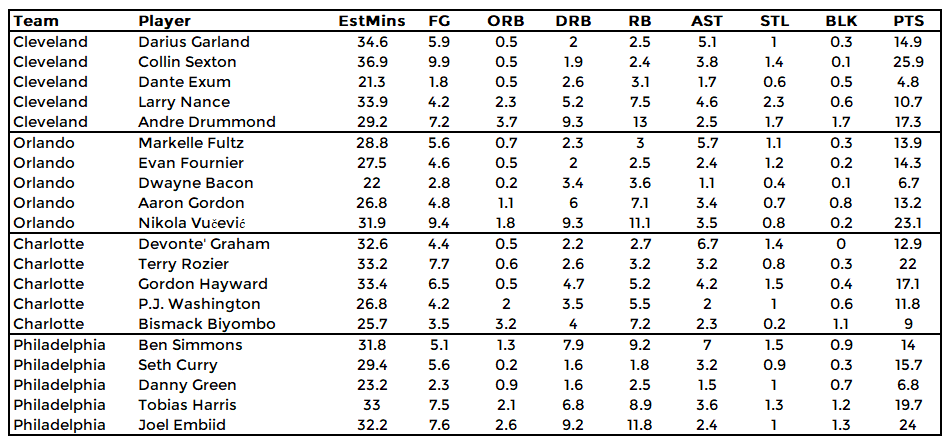 Team Player EstMins FG ORB DRB RB AST STL BLK PTS
Cleveland Darius Garland 34.6 5.9 0.5 2 2.5 5.1 1 0.3 14.9
Cleveland Collin Sexton 36.9 9.9 0.5 1.9 2.4 3.8 1.4 0.1 25.9
Cleveland Dante Exum 21.3 1.8 0.5 2.6 3.1 1.7 0.6 0.5 4.8
Cleveland Larry Nance 33.9 4.2 2.3 5.2 7.5 4.6 2.3 0.6 10.7
Cleveland Andre Drummond 29.2 7.2 3.7 9.3 13 2.5 1.7 1.7 17.3
Orlando Markelle Fultz 28.8 5.6 0.7 2.3 3 5.7 1.1 0.3 13.9
Orlando Evan Fournier 27.5 4.6 0.5 2 2.5 2.4 1.2 0.2 14.3
Orlando Dwayne Bacon 22 2.8 0.2 3.4 3.6 1.1 0.4 0.1 6.7
Orlando Aaron Gordon 26.8 4.8 1.1 6 7.1 3.4 0.7 0.8 13.2
Orlando Nikola Vučević 31.9 9.4 1.8 9.3 11.1 3.5 0.8 0.2 23.1
Charlotte Devonte' Graham 32.6 4.4 0.5 2.2 2.7 6.7 1.4 0 12.9
Charlotte Terry Rozier 33.2 7.7 0.6 2.6 3.2 3.2 0.8 0.3 22
Charlotte Gordon Hayward 33.4 6.5 0.5 4.7 5.2 4.2 1.5 0.4 17.1
Charlotte P.J. Washington 26.8 4.2 2 3.5 5.5 2 1 0.6 11.8
Charlotte Bismack Biyombo 25.7 3.5 3.2 4 7.2 2.3 0.2 1.1 9
Philadelphia Ben Simmons 31.8 5.1 1.3 7.9 9.2 7 1.5 0.9 14
Philadelphia Seth Curry 29.4 5.6 0.2 1.6 1.8 3.2 0.9 0.3 15.7
Philadelphia Danny Green 23.2 2.3 0.9 1.6 2.5 1.5 1 0.7 6.8
Philadelphia Tobias Harris 33 7.5 2.1 6.8 8.9 3.6 1.3 1.2 19.7
Philadelphia Joel Embiid 32.2 7.6 2.6 9.2 11.8 2.4 1 1.3 24